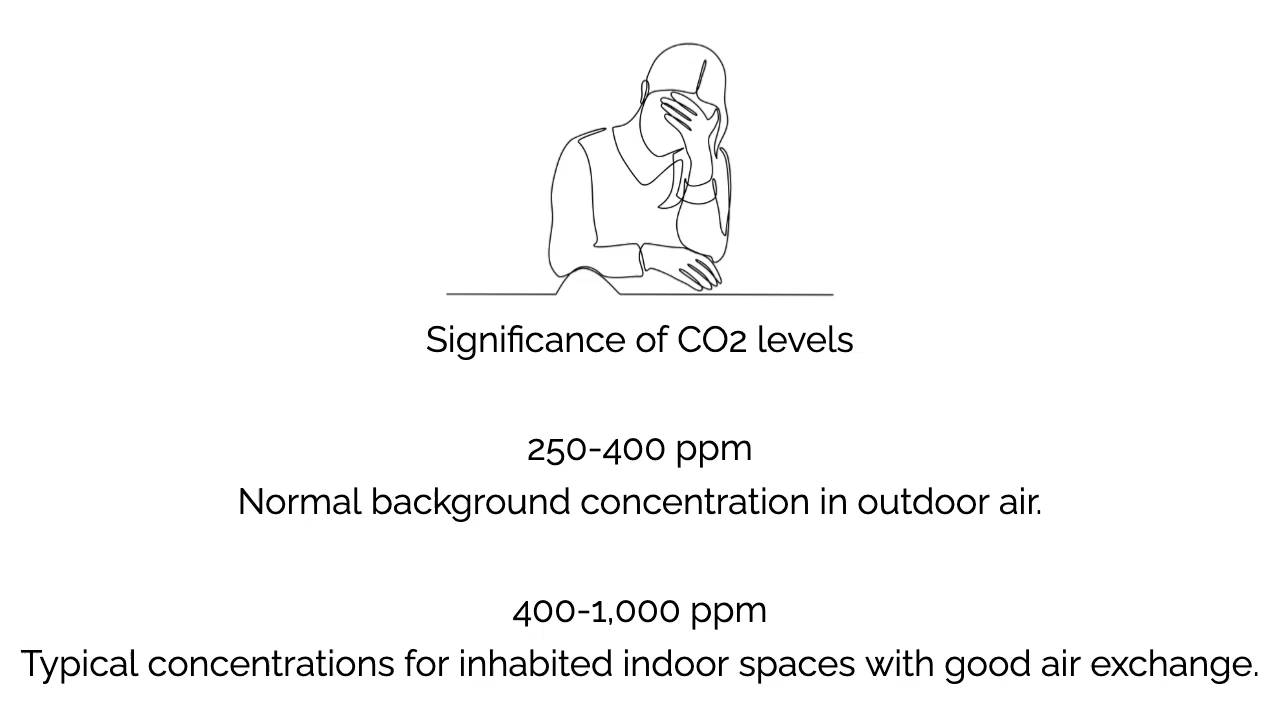 Significance of CO2 levels
250-400 ppm
Normal background concentration in outdoor air.
400-1,000 ppm
Typical concentrations for inhabited indoor spaces with good air exchange.